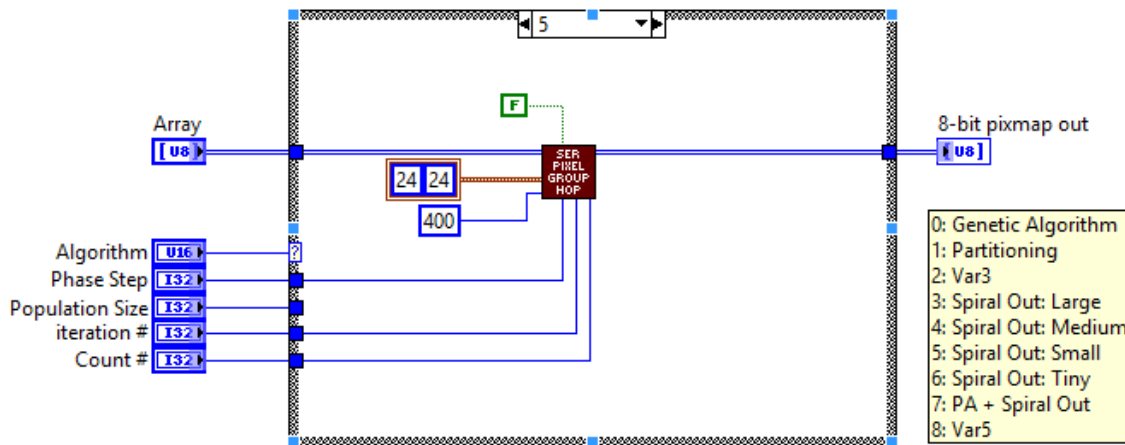 5
F
Array
[U8]
8-bit pixmap out
[U8]
SER
PIXEL
GROUP
HOP
24 24
400
Algorithm U16 ?
Phase Step I32
Population Size I32
iteration # I32
Count # I32
0: Genetic Algorithm
1: Partitioning
2: Var3
3: Spiral Out: Large
4: Spiral Out: Medium
5: Spiral Out: Small
6: Spiral Out: Tiny
7: PA + Spiral Out
8: Var5